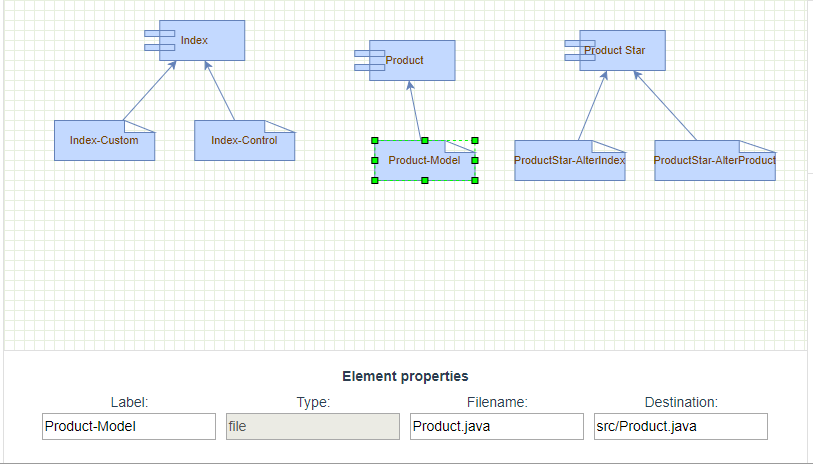 Index
Product
Product Star
Index-Custom
Index-Control
Product-Model
ProductStar-AlterIndex
ProductStar-AlterProduct
Element properties
Label:
Type:
Filename:
Destination:
Product-Model
file
Product.java
src/Product.java